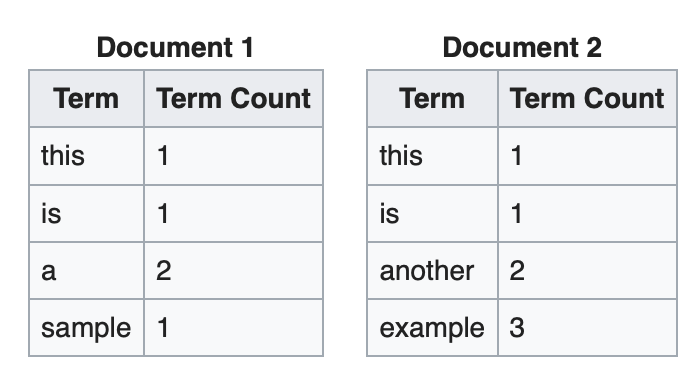 Document 1
Term Term Count
this 1
is 1
a 2
sample 1
Document 2
Term Term Count
this 1
is 1
another 2
example 3